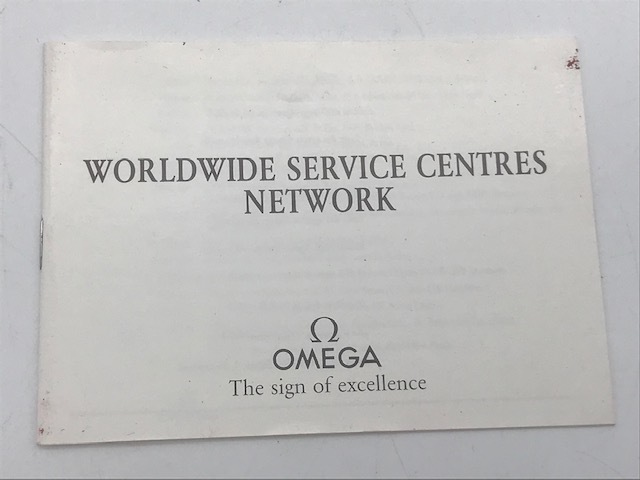 WORLDWIDE SERVICE CENTRES
NETWORK
Ω
OMEGA
The sign of excellence